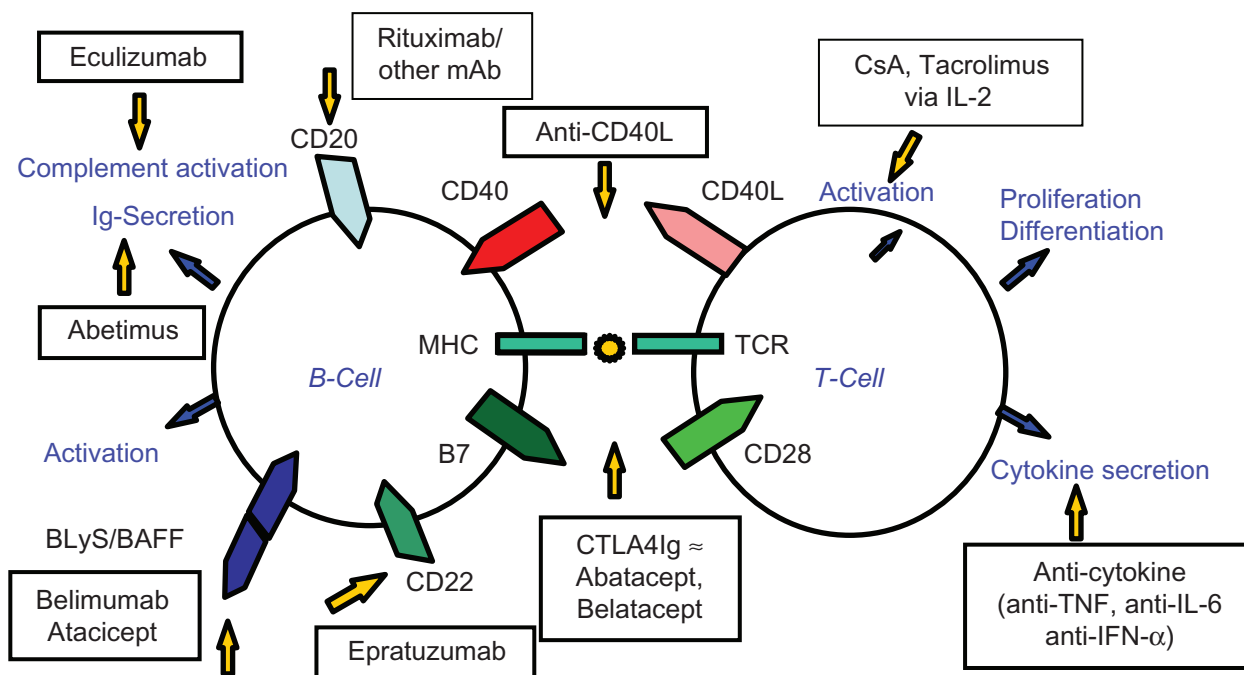 Eculizumab
Rituximab/
other mAb
CsA, Tacrolimus
via IL-2
Anti-CD40L
CD20
Complement activation
Ig-Secretion
CD40
CD40L
Activation
Proliferation
Differentiation
Abetimus
MHC
TCR
B-Cell
T-Cell
Activation
B7
CD28
Cytokine secretion
BLyS/BAFF
CD22
CTLA4Ig ≈
Abatacept,
Belatacept
Belimumab
Atacicept
Epratuzumab
Anti-cytokine
(anti-TNF, anti-IL-6
anti-IFN-α)